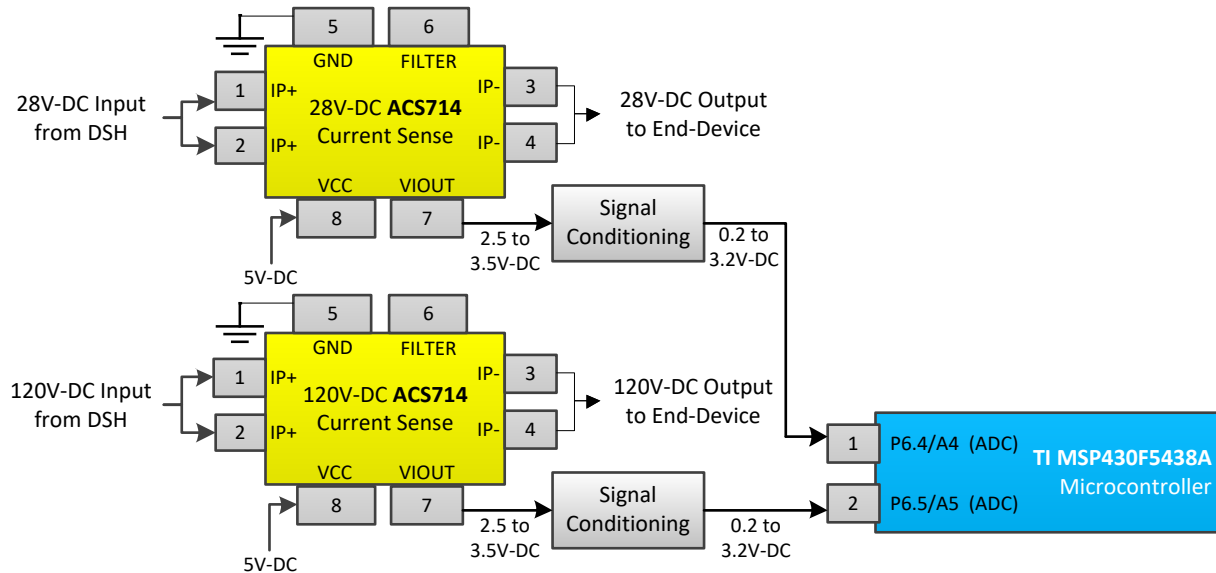 5
6
GND
FILTER
28V-DC Input
from DSH
1
IP+
2
IP+
28V-DC ACS714
Current Sense
IP-
3
IP-
4
28V-DC Output
to End-Device
VCC
VIOUT
8
7
5V-DC
2.5 to
3.5V-DC
Signal
Conditioning
0.2 to
3.2V-DC
5
6
GND
FILTER
120V-DC Input
from DSH
1
IP+
2
IP+
120V-DC ACS714
Current Sense
IP-
3
IP-
4
120V-DC Output
to End-Device
VCC
VIOUT
8
7
5V-DC
2.5 to
3.5V-DC
Signal
Conditioning
0.2 to
3.2V-DC
1
P6.4/A4 (ADC)
2
P6.5/A5 (ADC)
TI MSP430F5438A
Microcontroller